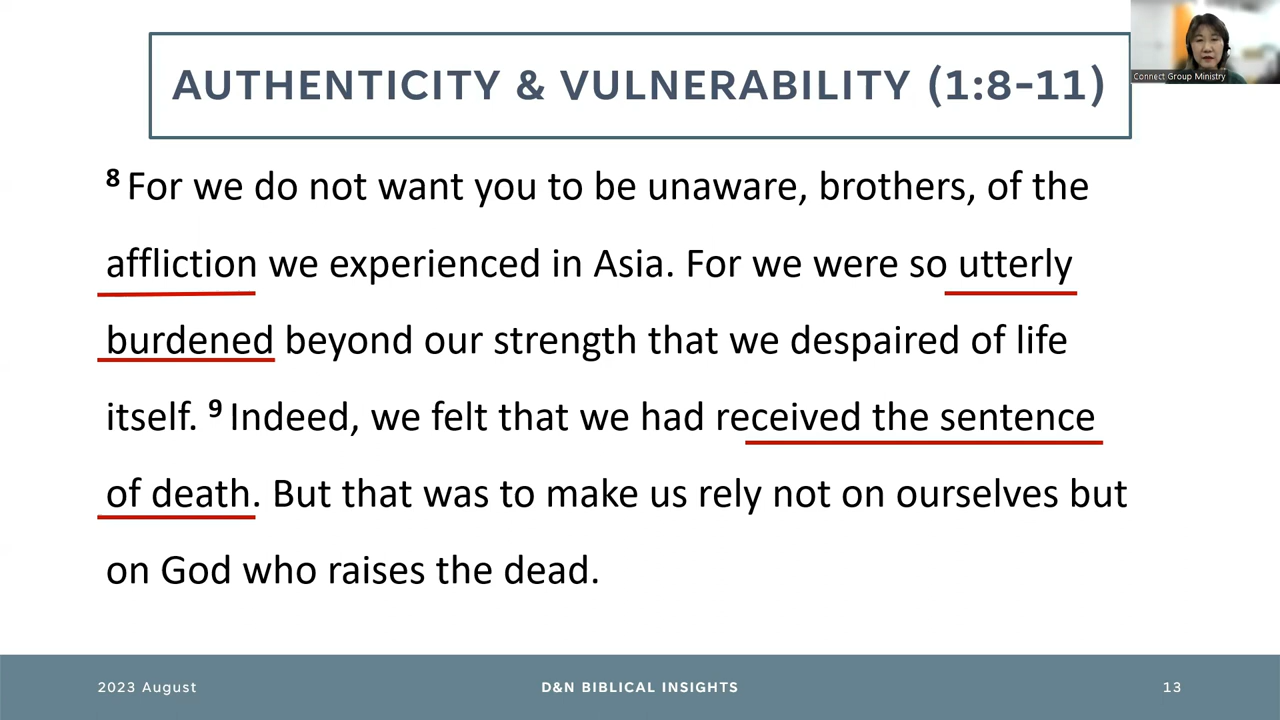 AUTHENTICITY & VULNERABILITY (1:8-11)
Connect Group Ministry
8 For we do not want you to be unaware, brothers, of the
affliction we experienced in Asia. For we were so utterly
burdened beyond our strength that we despaired of life
itself. 9 Indeed, we felt that we had received the sentence
of death. But that was to make us rely not on ourselves but
on God who raises the dead.
2023 August
D&N BIBLICAL INSIGHTS
13